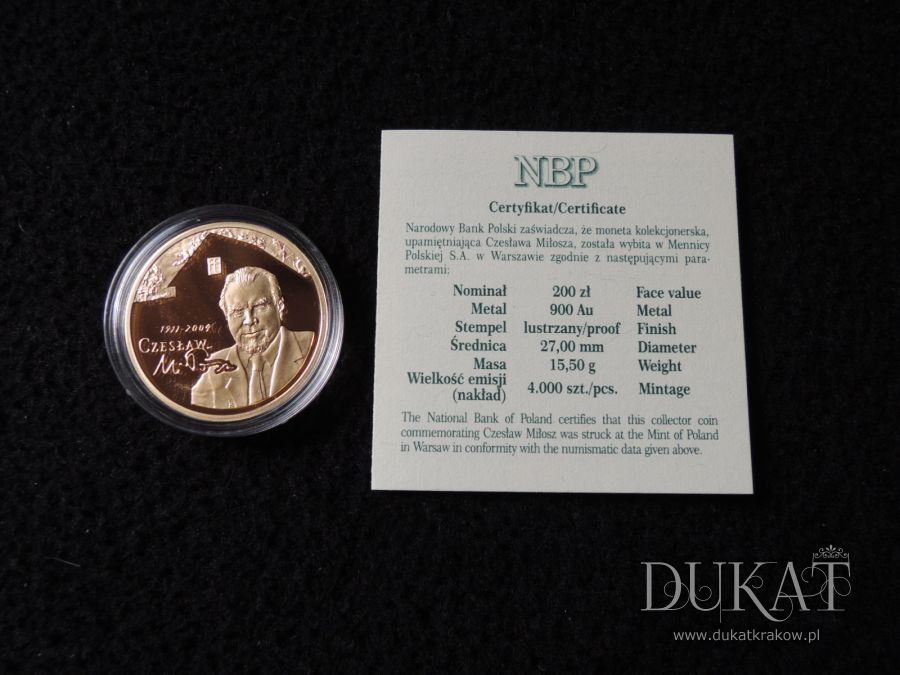 1911-2004
CZESŁAW
Miłosz
NBP
Certyfikat/Certificate
Narodowy Bank Polski zaświadcza, że moneta kolekcjonerska,
upamiętniająca Czesława Miłosza, została wybita w Mennicy
Polskiej S.A. w Warszawie zgodnie z następującymi para-
metrami:
Nominał 200 zł Face value
Metal 900 Au Metal
Stempel lustrzany/proof Finish
Średnica 27,00 mm Diameter
Masa 15,50 g Weight
Wielkość emisji
(nakład) 4.000 szt./pcs. Mintage
The National Bank of Poland certifies that this collector coin
commemorating Czesław Miłosz was struck at the Mint of Poland
in Warsaw in conformity with the numismatic data given above.
DUKAT
www.dukatkrakow.pl